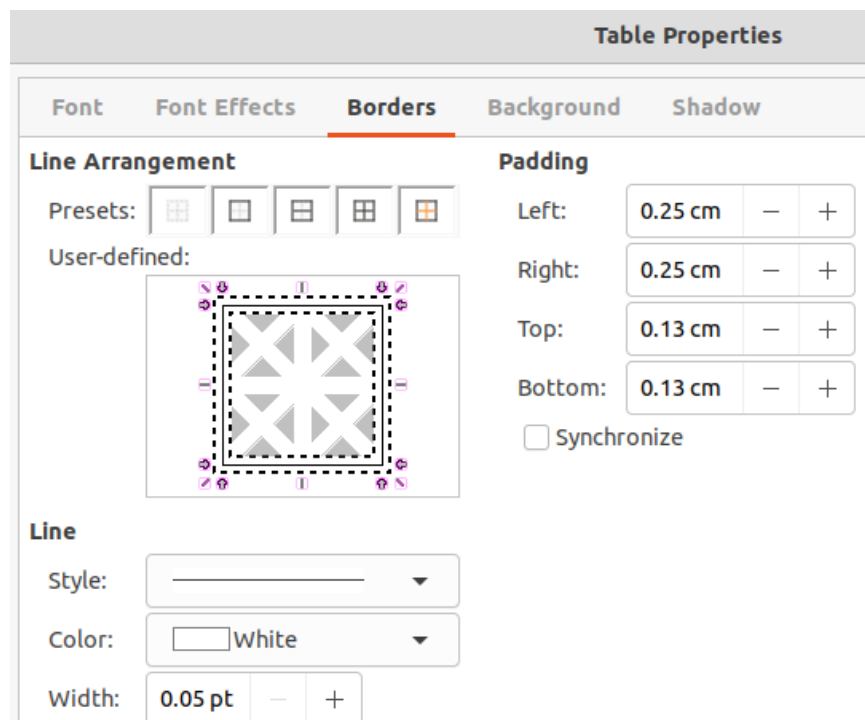 Table Properties
Font Font Effects Borders Background Shadow
Line Arrangement
Presets:
User-defined:
Padding
Left: 0.25 cm
Right: 0.25 cm
Top: 0.13 cm
Bottom: 0.13 cm
Synchronize
Line
Style:
Color: White
Width: 0.05 pt